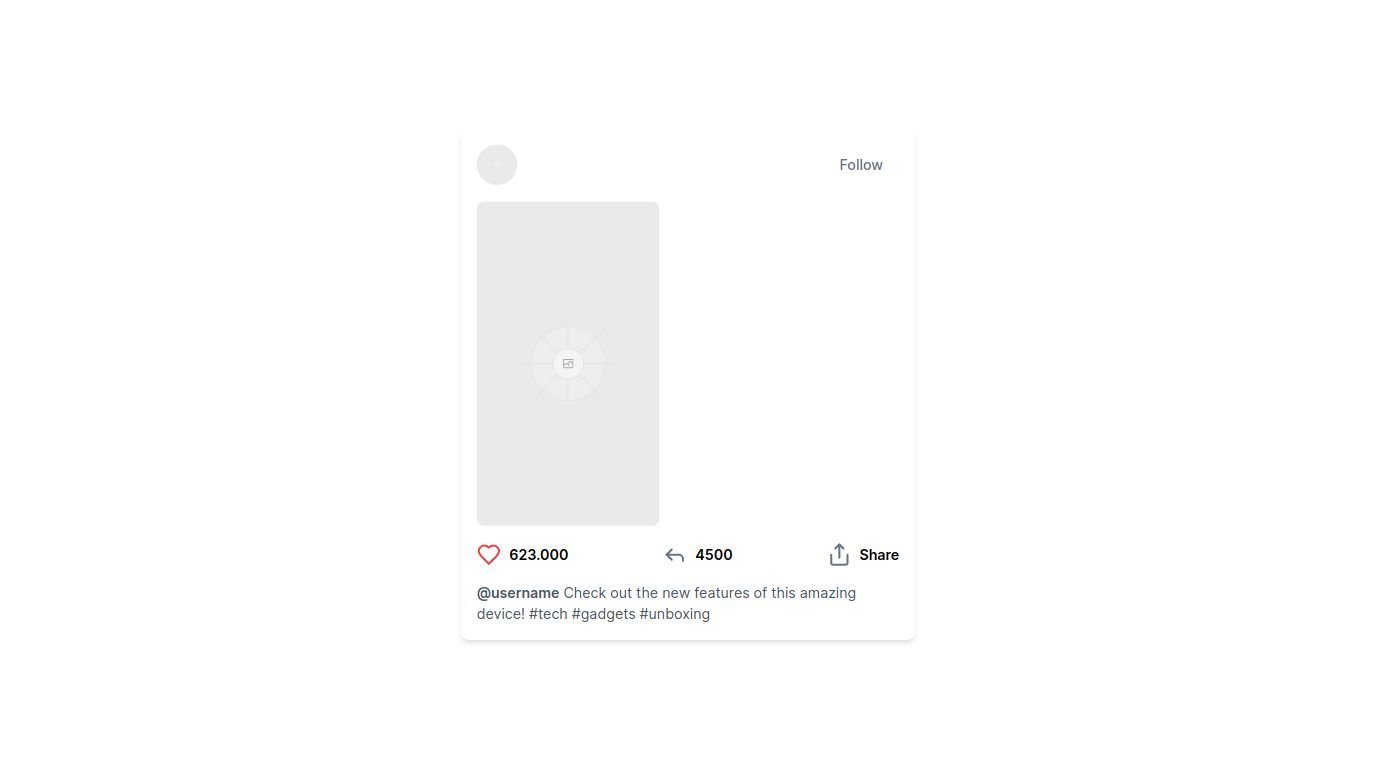 Follow
623.000
4500
Share
@username Check out the new features of this amazing
device! #tech #gadgets #unboxing